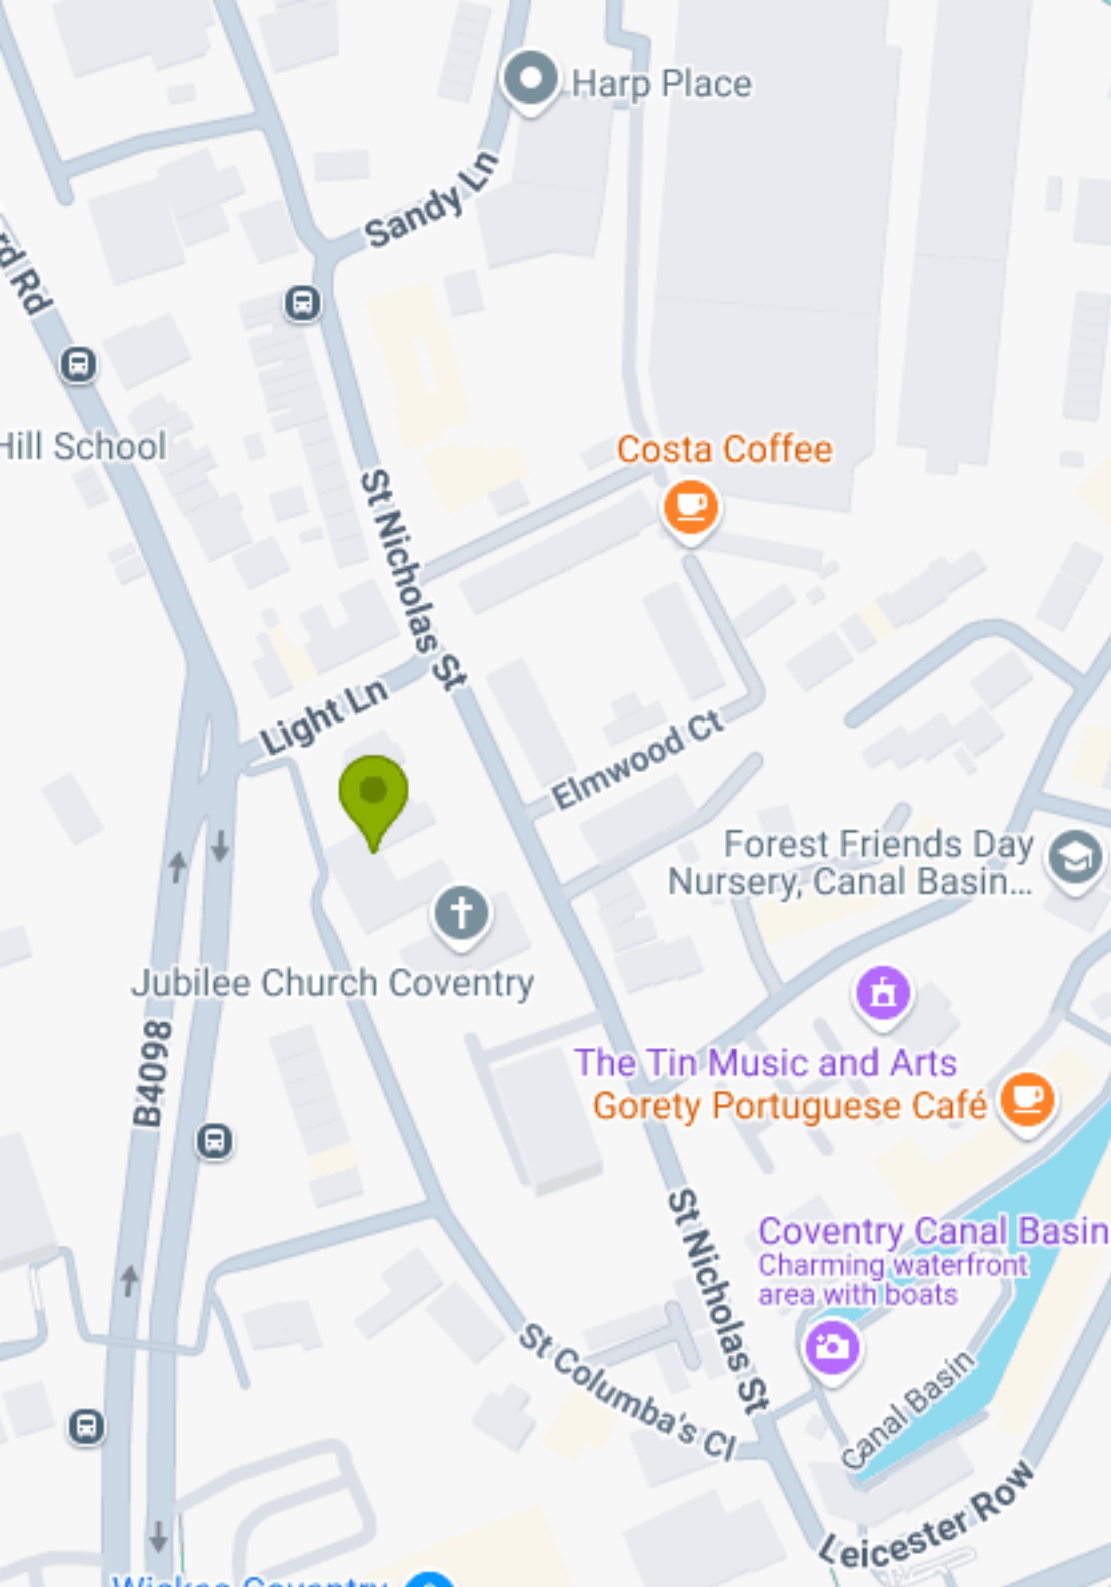 Harp Place
Sandy Ln
rd Rd
Hill School
Costa Coffee
St Nicholas St
Light Ln
Elmwood Ct
Forest Friends Day
Nursery, Canal Basin...
Jubilee Church Coventry
B4098
The Tin Music and Arts
Gorety Portuguese Café
St Nicholas St
Coventry Canal Basin
Charming waterfront
area with boats
St Columba's Cl
Canal Basin
Leicester Row
Wickes Coventry